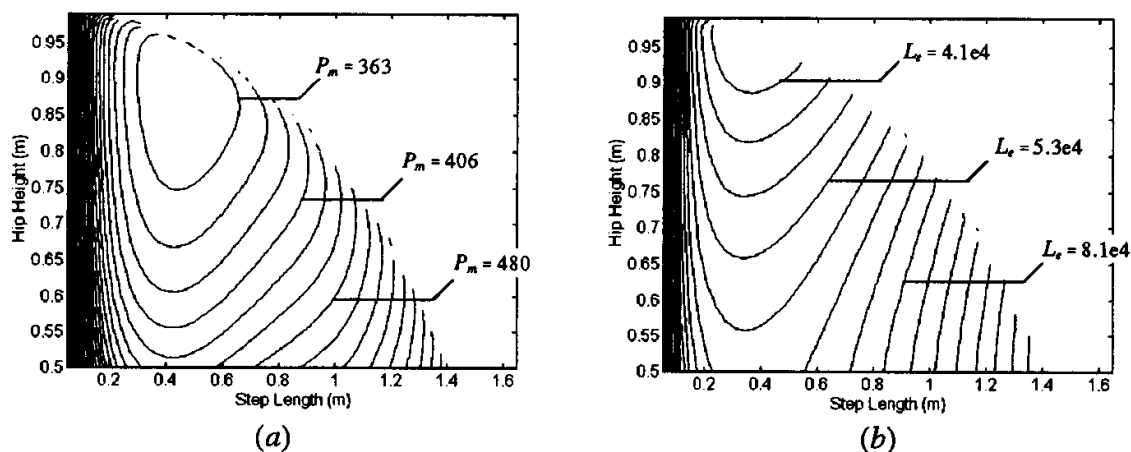 0.95
0.9
0.85
0.8
0.75
0.7
0.65
0.6
0.55
0.5
Hip Height (m)
0.2 0.4 0.6 0.8 1 1.2 1.4 1.6
Step Length (m)
P_m = 363
P_m = 406
P_m = 480
(a)
0.95
0.9
0.85
0.8
0.75
0.7
0.65
0.6
0.55
0.5
Hip Height (m)
0.2 0.4 0.6 0.8 1 1.2 1.4 1.6
Step Length (m)
L_e = 4.1e4
L_e = 5.3e4
L_e = 8.1e4
(b)